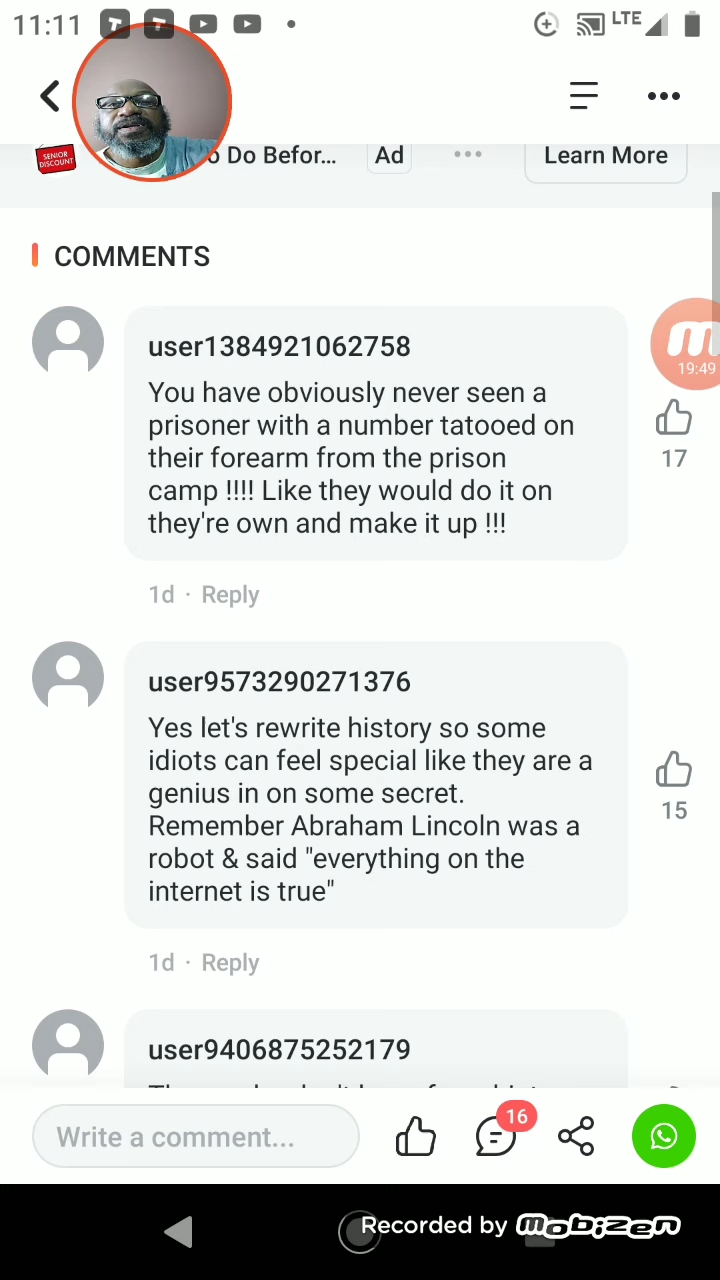 11:11
LTE
SENIOR
DISCOUNT
o Do Befor...
Ad
Learn More
COMMENTS
user1384921062758
You have obviously never seen a
prisoner with a number tatooed on
their forearm from the prison
camp !!!! Like they would do it on
they're own and make it up !!!
m
19:49
17
1d · Reply
user9573290271376
Yes let's rewrite history so some
idiots can feel special like they are a
genius in on some secret.
Remember Abraham Lincoln was a
robot & said "everything on the
internet is true"
15
1d · Reply
user9406875252179
Write a comment...
16
Recorded by mobizen